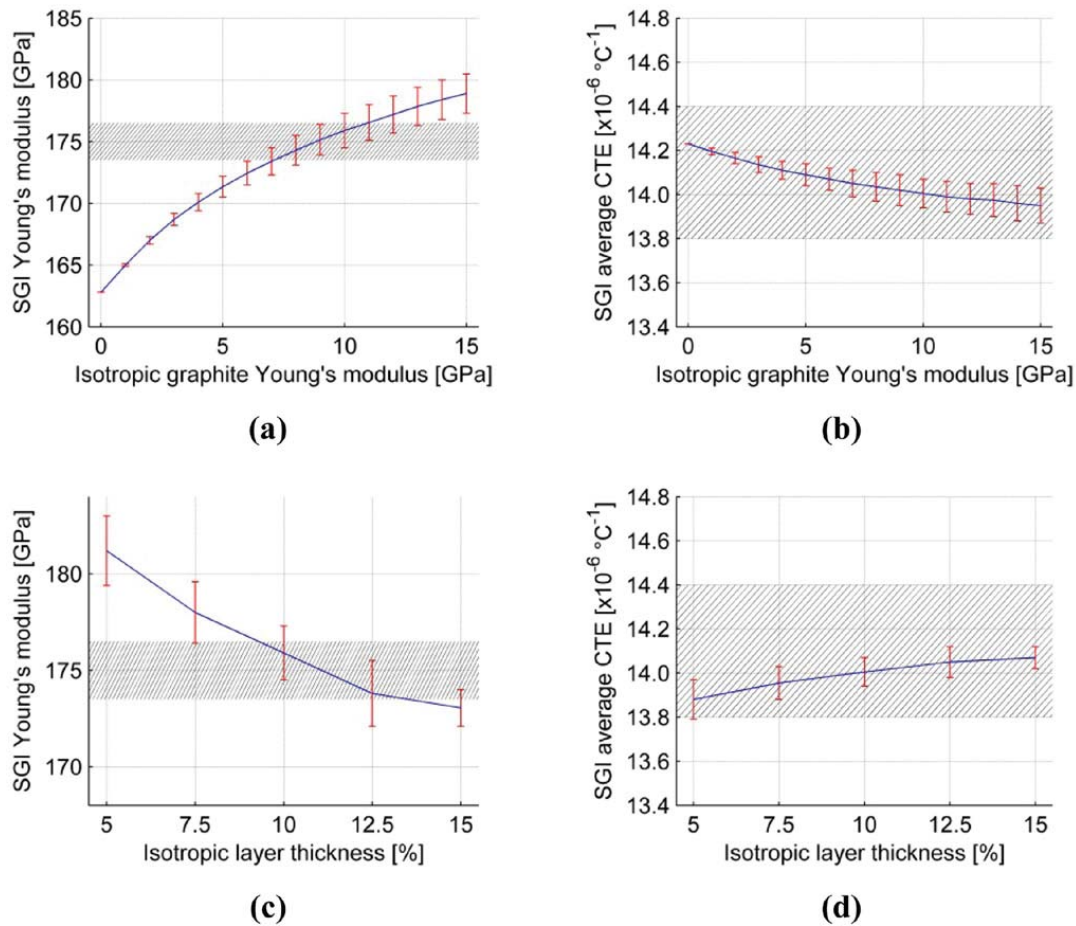 185
180
175
170
165
160
SGI Young's modulus [GPa]
0 5 10 15
Isotropic graphite Young's modulus [GPa]
(a)
14.8
14.6
14.4
14.2
14.0
13.8
13.6
13.4
SGI average CTE [x10⁻⁶ °C⁻¹]
0 5 10 15
Isotropic graphite Young's modulus [GPa]
(b)
180
175
170
SGI Young's modulus [GPa]
5 7.5 10 12.5 15
Isotropic layer thickness [%]
(c)
14.8
14.6
14.4
14.2
14.0
13.8
13.6
13.4
SGI average CTE [x10⁻⁶ °C⁻¹]
5 7.5 10 12.5 15
Isotropic layer thickness [%]
(d)